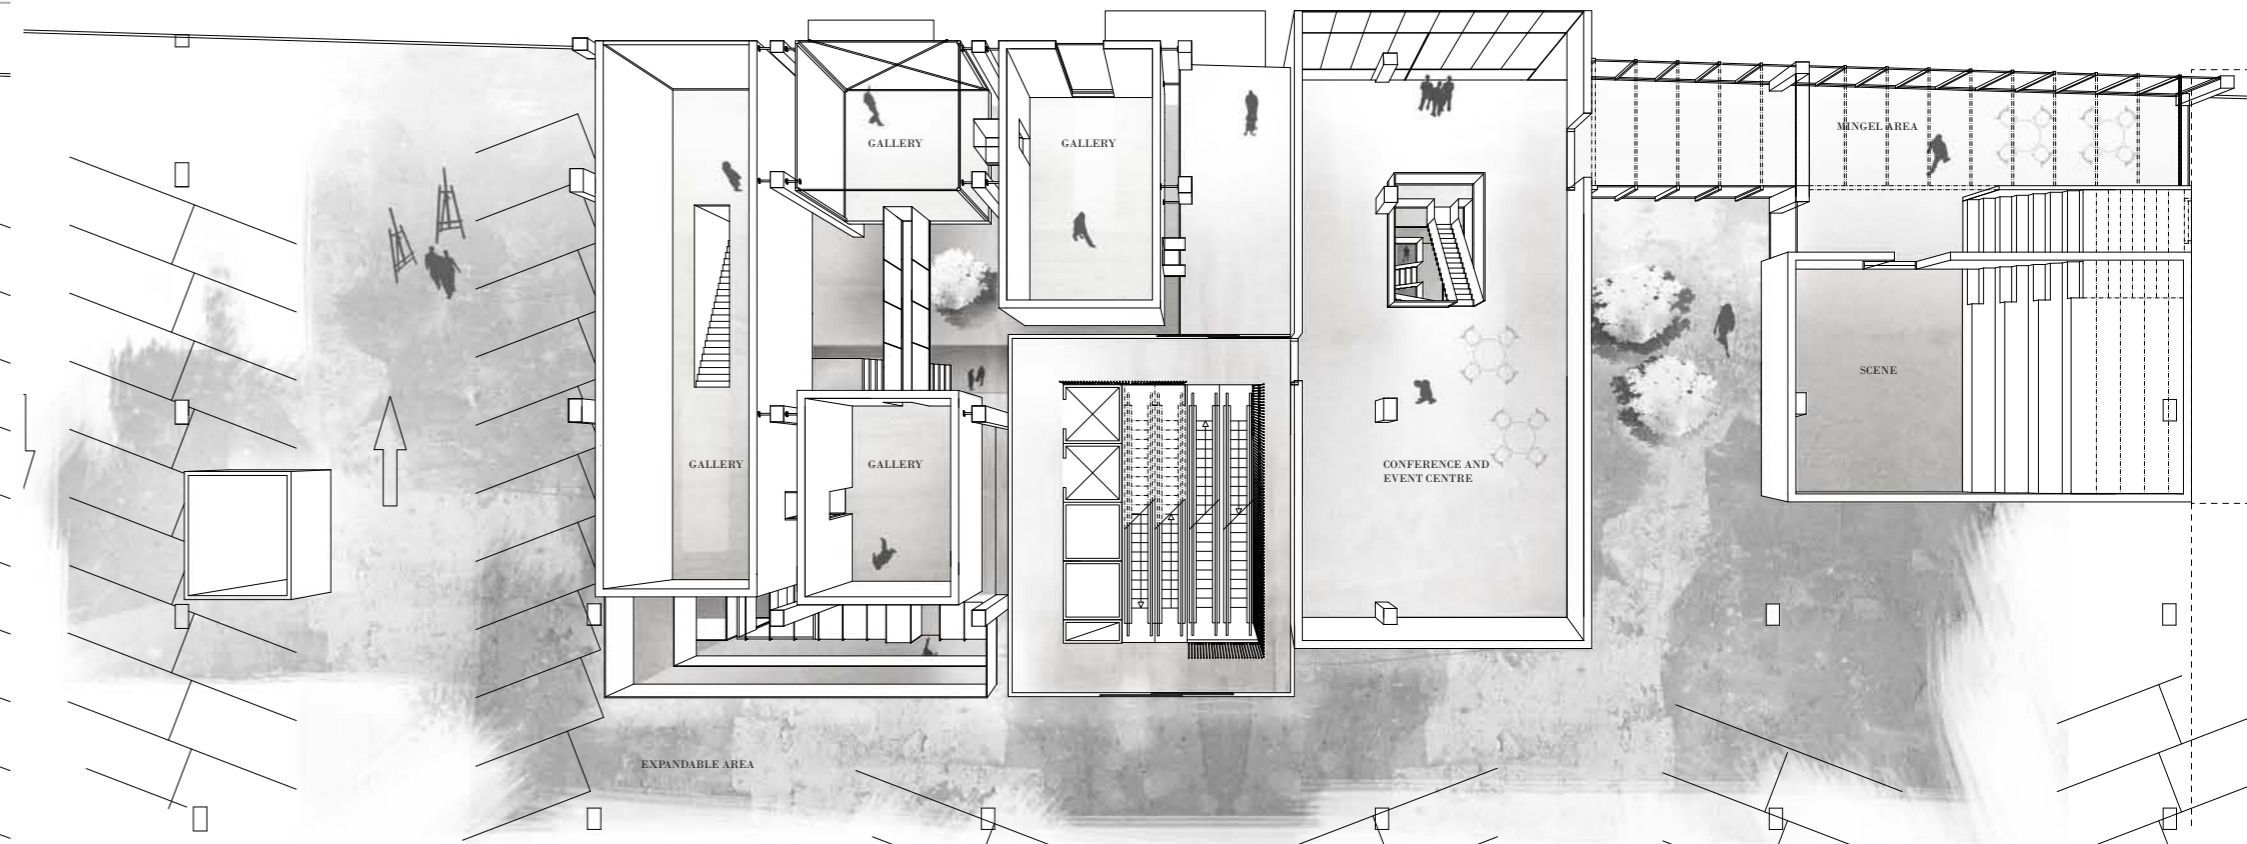 GALLERY
GALLERY
MINGEL AREA
SCENE
GALLERY
GALLERY
CONFERENCE AND
EVENT CENTRE
EXPANDABLE AREA